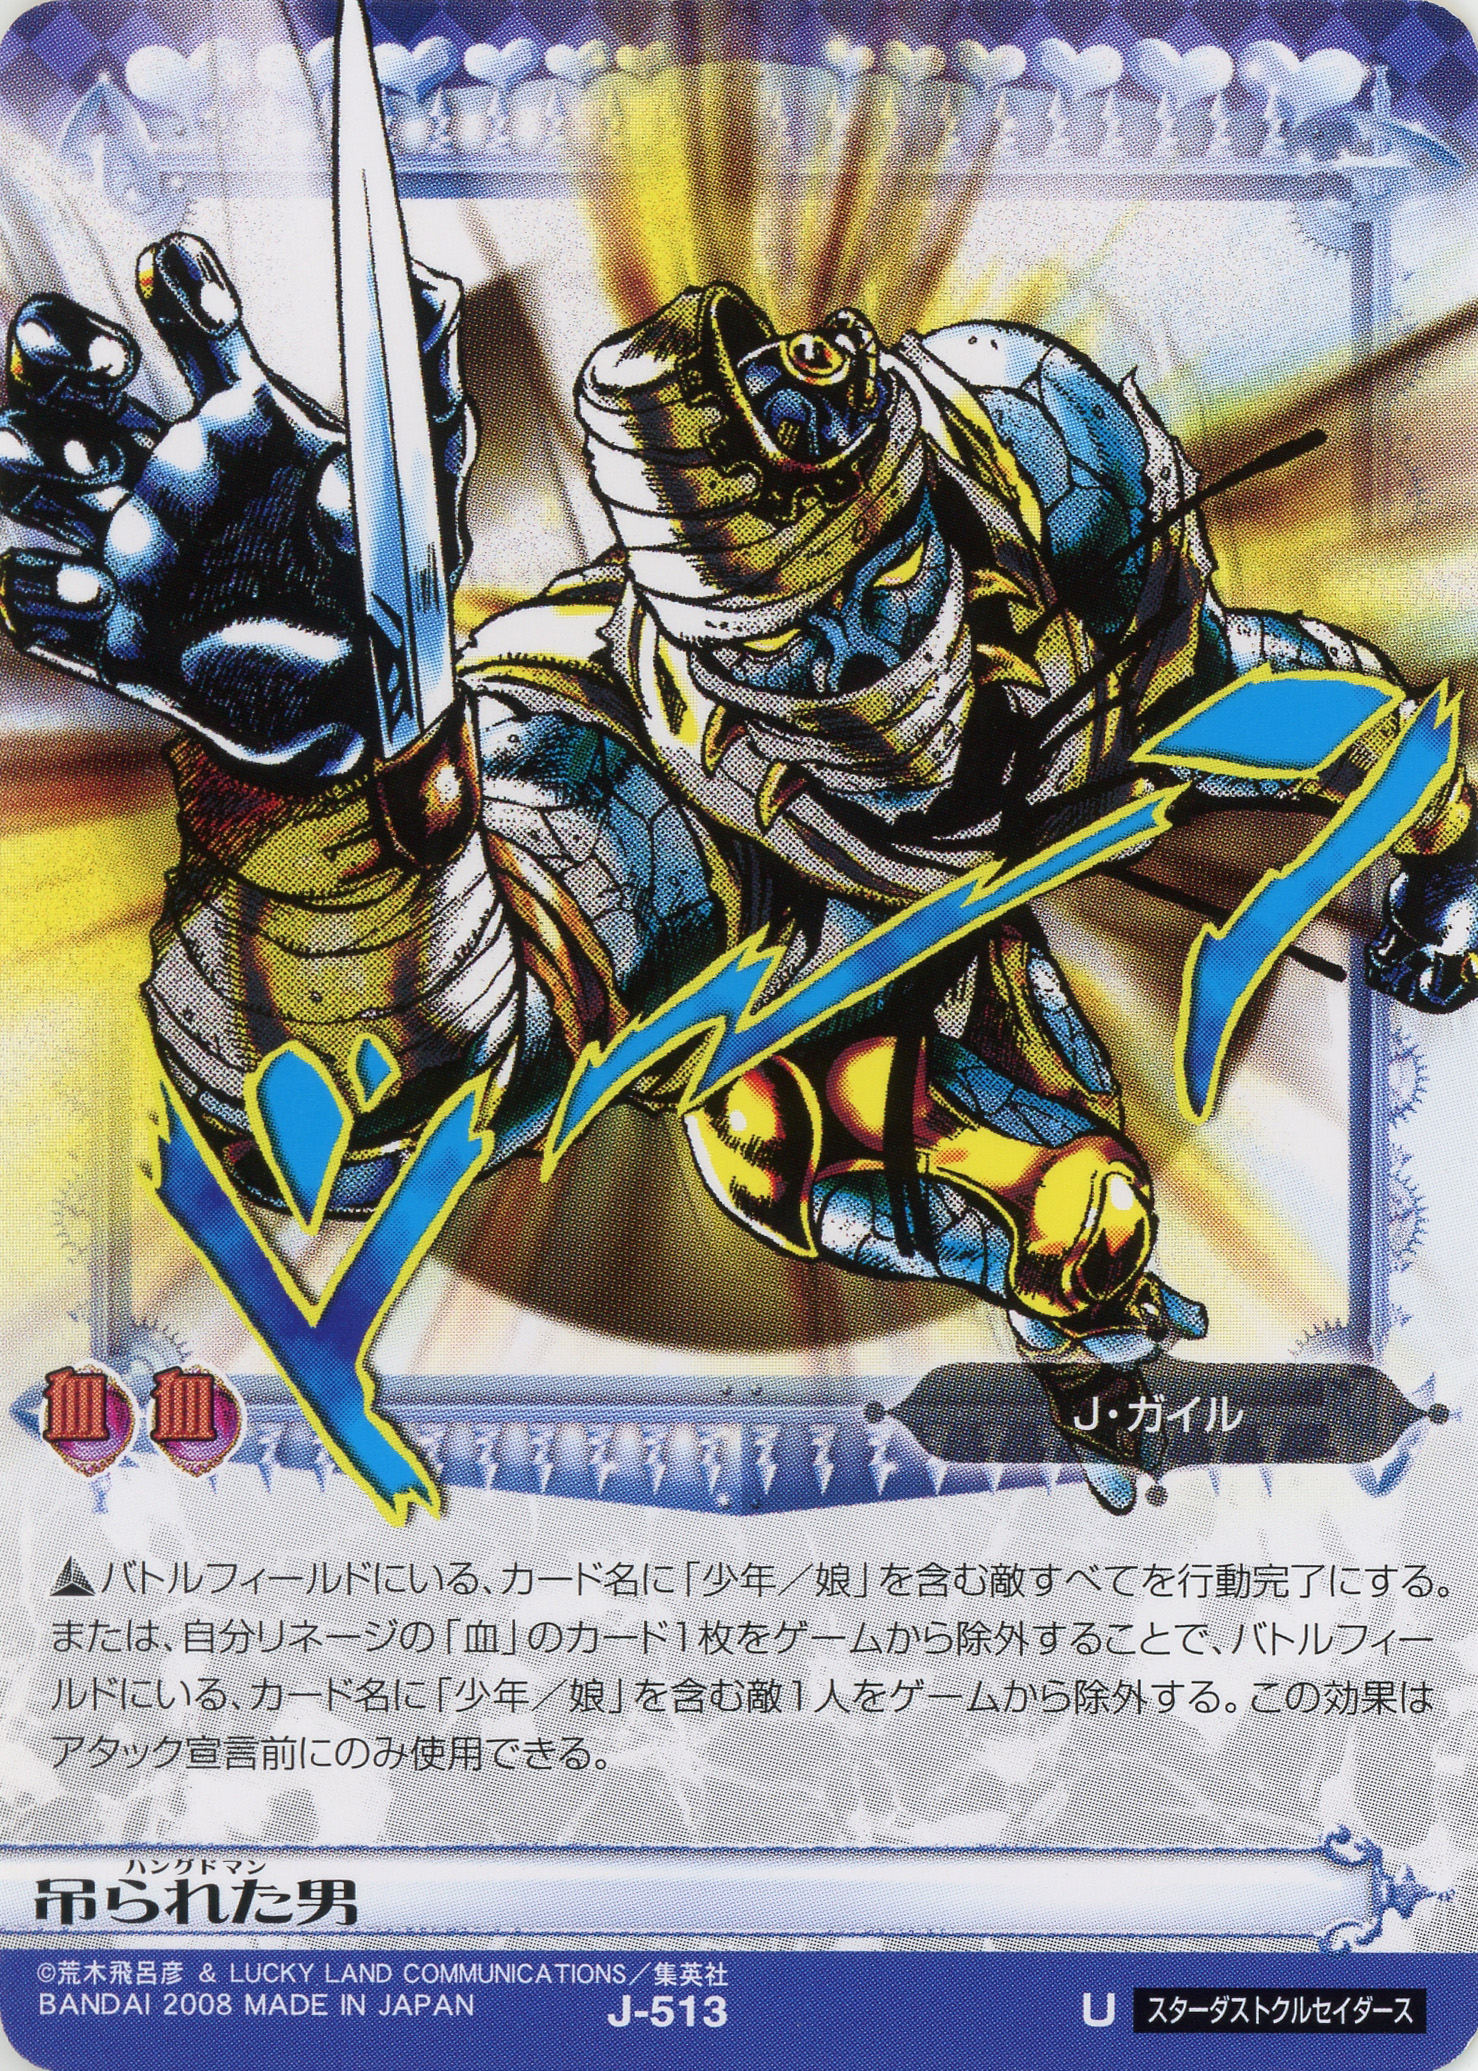 ドシュッ
血 血
J・ガイル
▲バトルフィールドにいる、カード名に「少年／娘」を含む敵すべてを行動完了にする。
または、自分リネージの「血」のカード1枚をゲームから除外することで、バトルフィー
ルドにいる、カード名に「少年／娘」を含む敵1人をゲームから除外する。この効果は
アタック宣言前にのみ使用できる。
ハングドマン
吊られた男
©荒木飛呂彦 & LUCKY LAND COMMUNICATIONS／集英社
BANDAI 2008 MADE IN JAPAN
J-513
U
スターダストクルセイダース